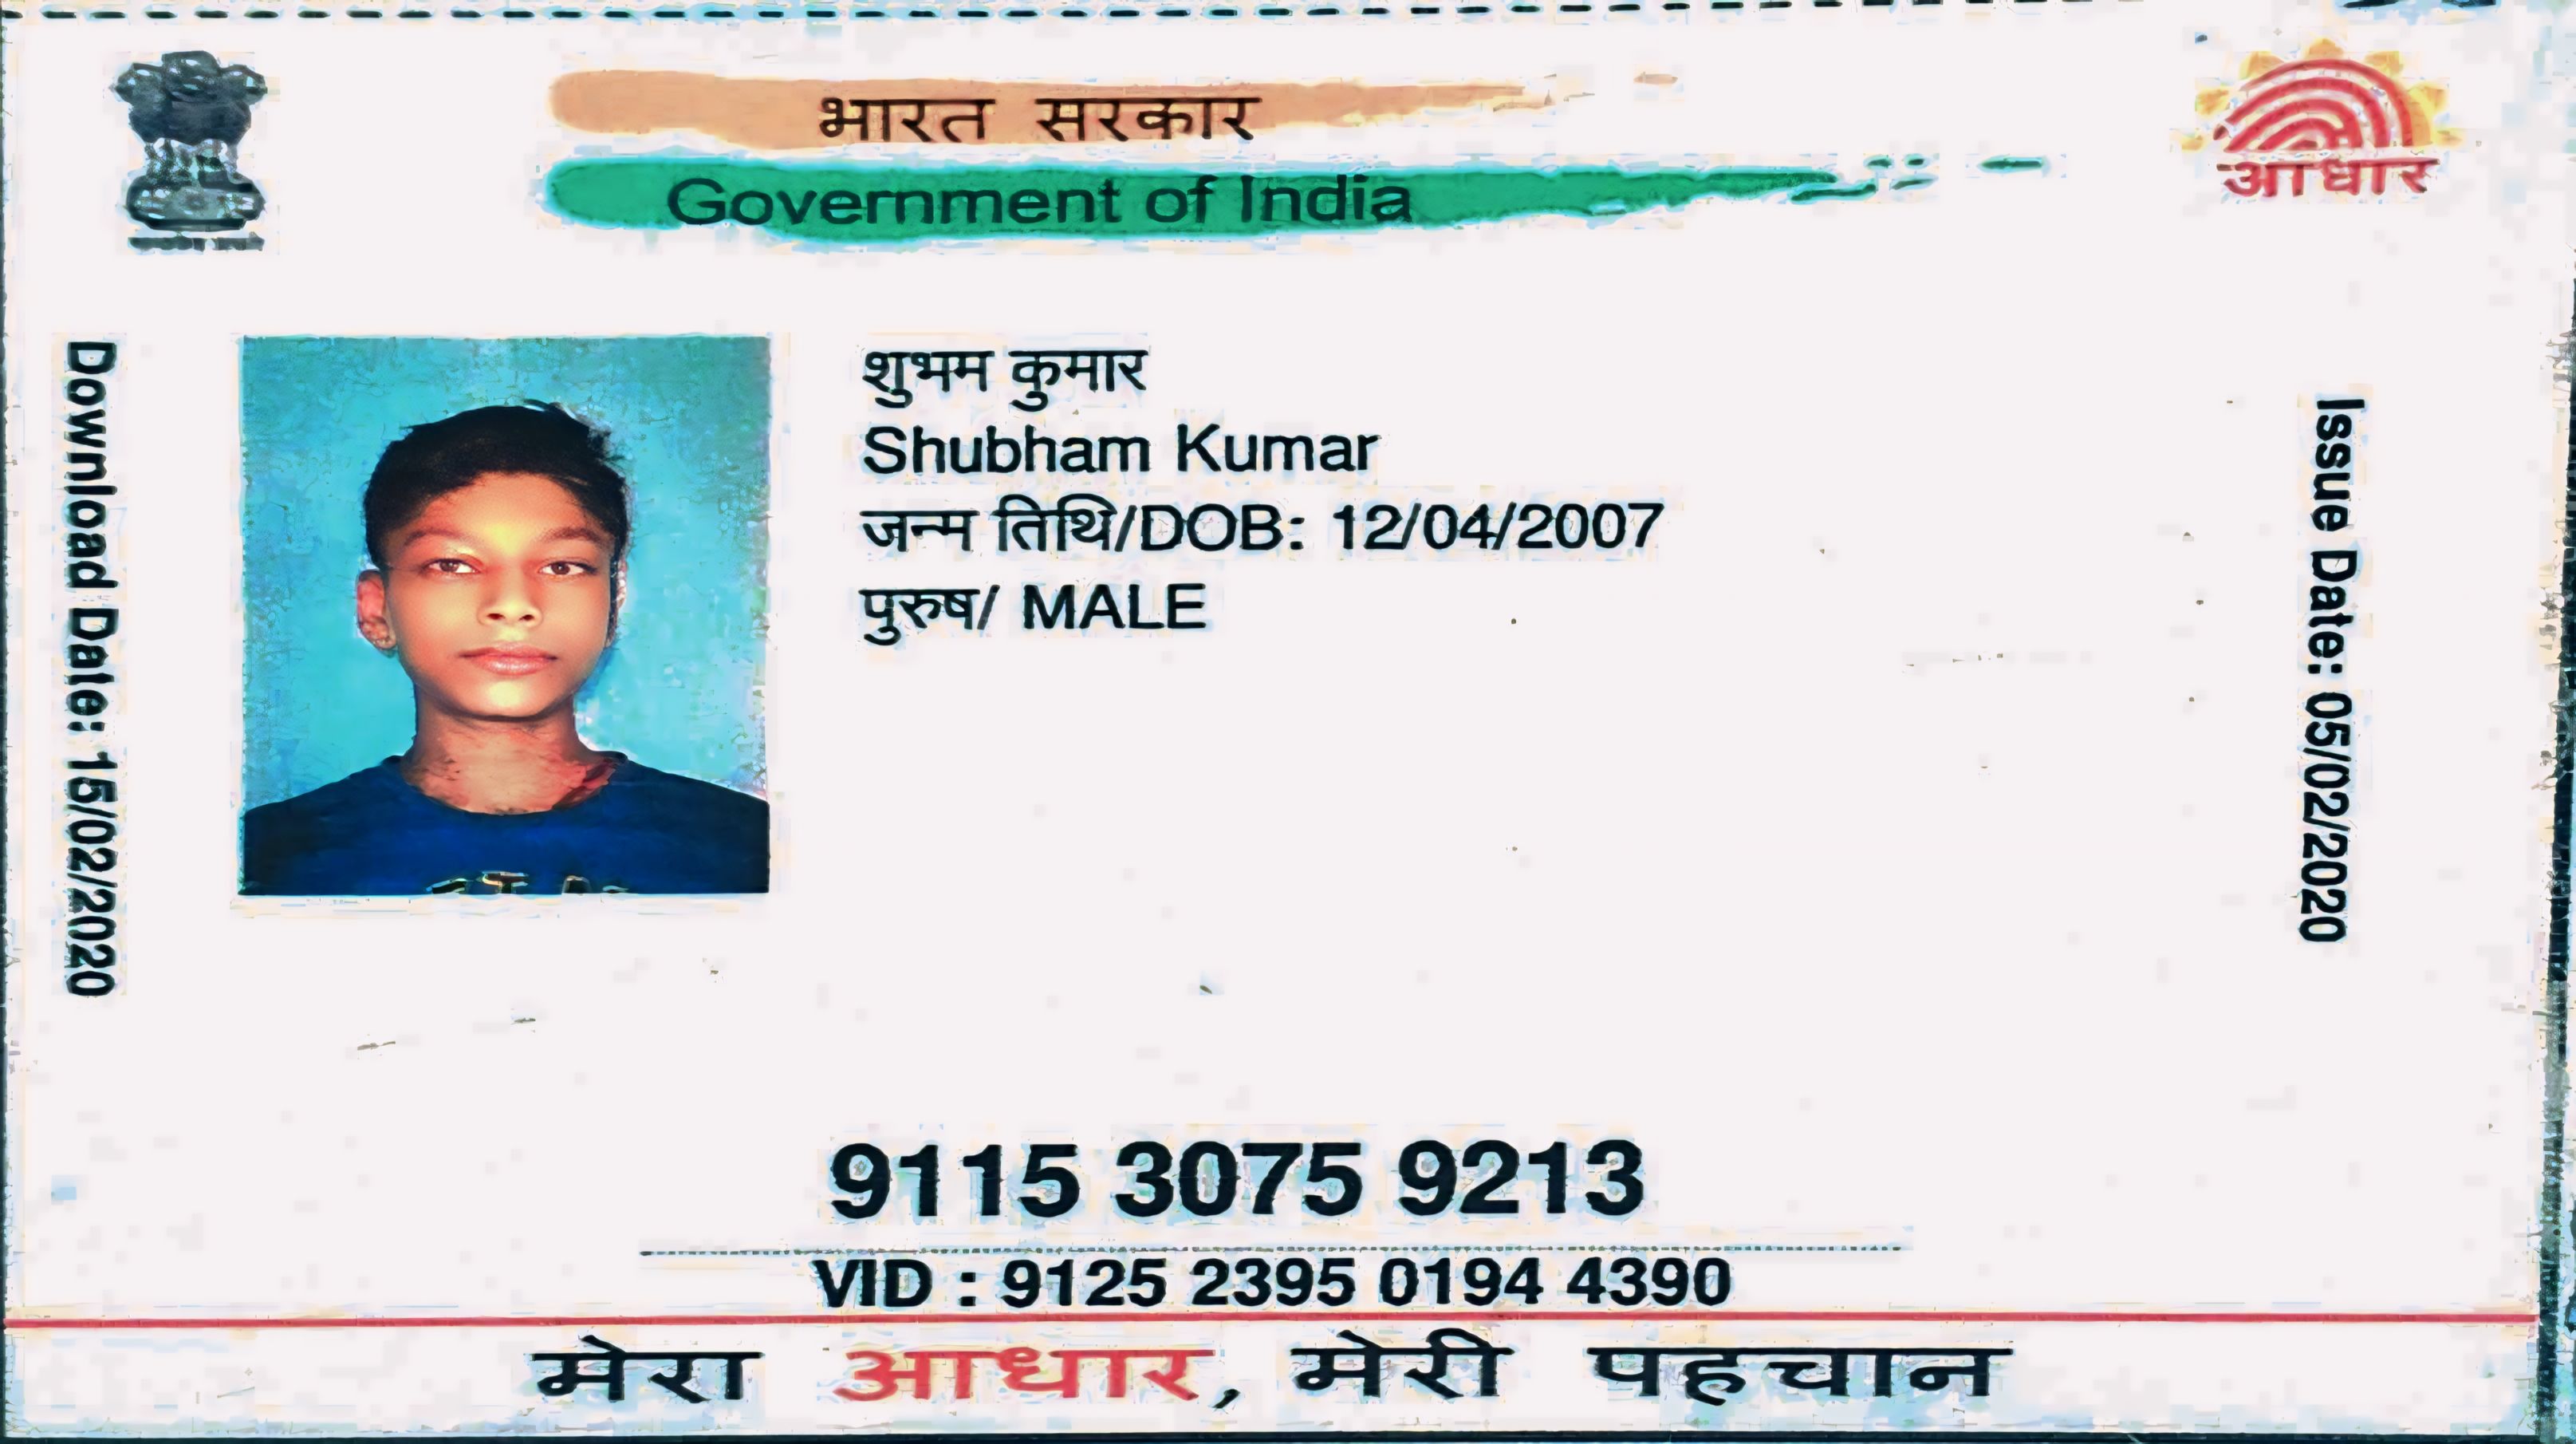 भारत सरकार
Government of India
आधार
Download Date: 15/02/2020
शुभम कुमार
Shubham Kumar
जन्म तिथि/DOB: 12/04/2007
पुरुष/ MALE
Issue Date: 05/02/2020
9115 3075 9213
VID : 9125 2395 0194 4390
मेरा आधार, मेरी पहचान